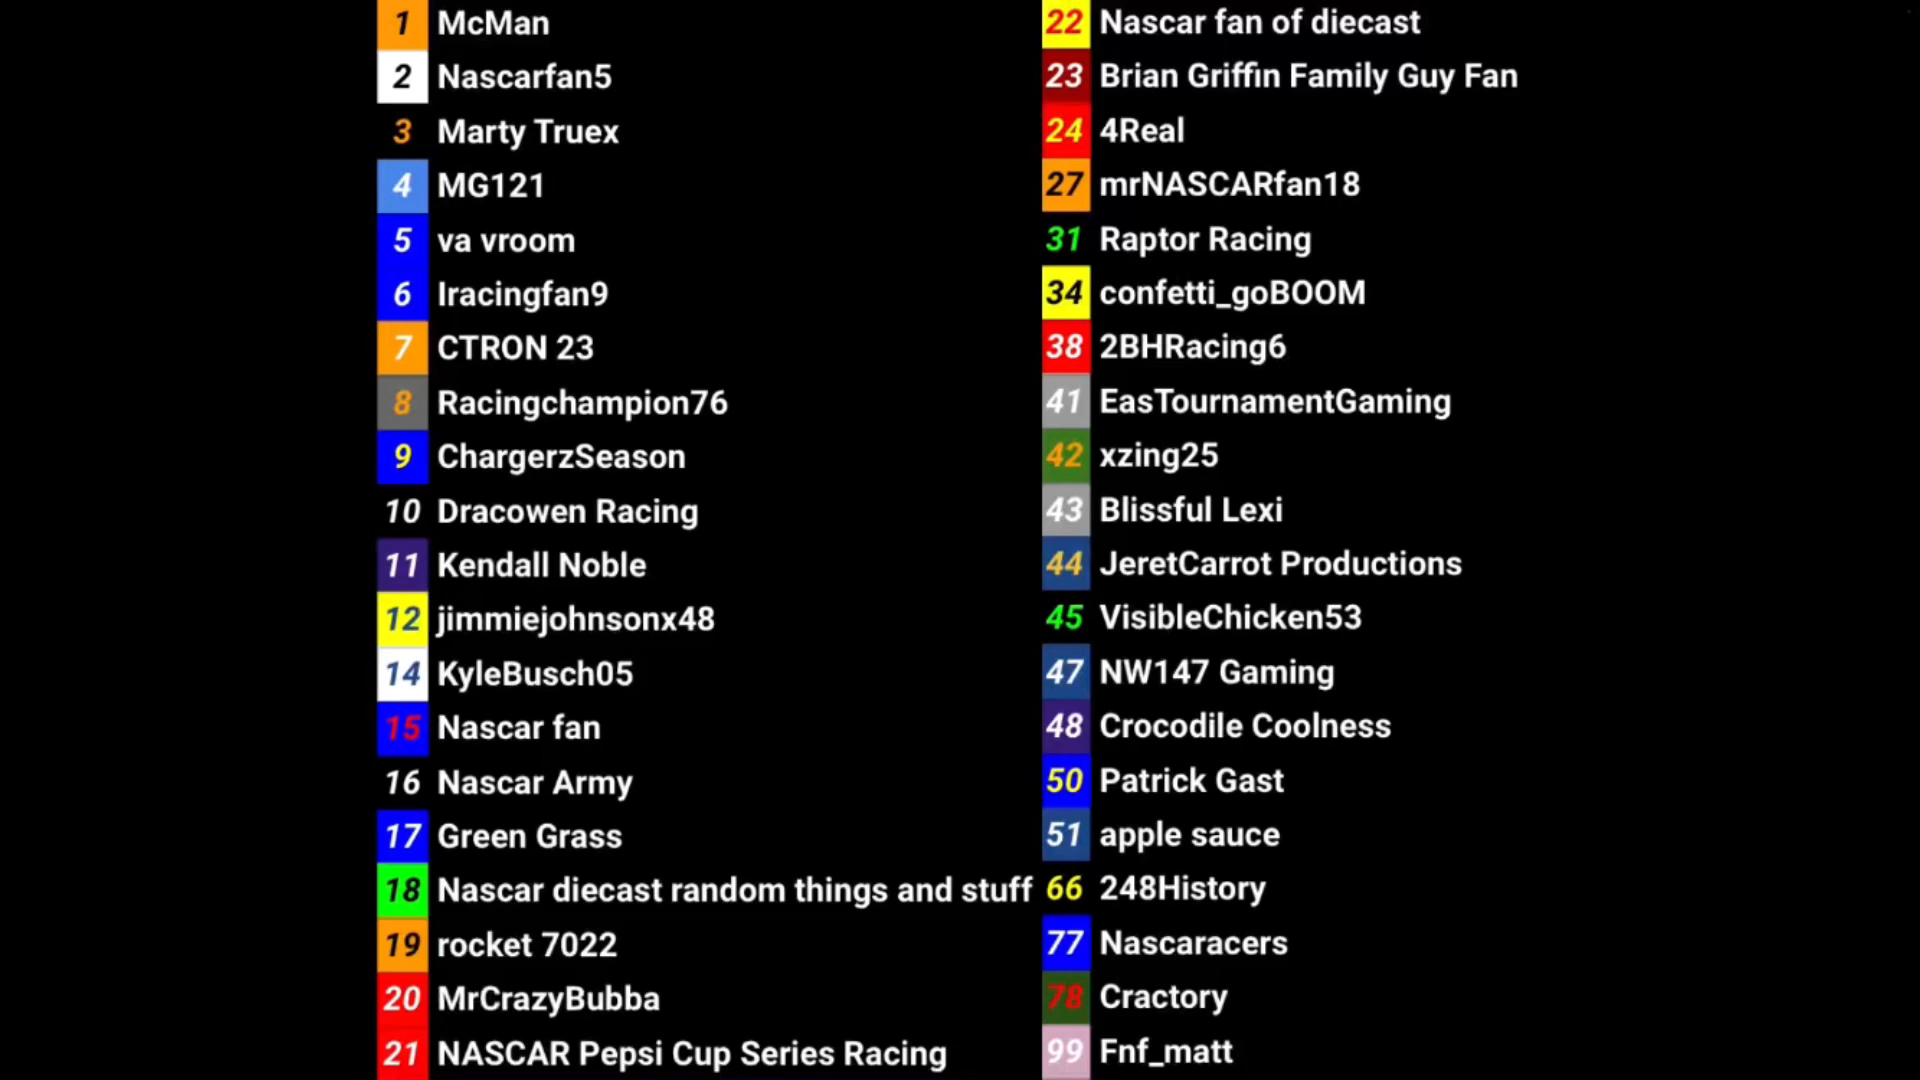 1 McMan
2 Nascarfan5
3 Marty Truex
4 MG121
5 va vroom
6 Iracingfan9
7 CTRON 23
8 Racingchampion76
9 ChargerzSeason
10 Dracowen Racing
11 Kendall Noble
12 jimmiejohnsonx48
14 KyleBusch05
15 Nascar fan
16 Nascar Army
17 Green Grass
18 Nascar diecast random things and stuff
19 rocket 7022
20 MrCrazyBubba
21 NASCAR Pepsi Cup Series Racing
22 Nascar fan of diecast
23 Brian Griffin Family Guy Fan
24 4Real
27 mrNASCARfan18
31 Raptor Racing
34 confetti_goBOOM
38 2BHRacing6
41 EasTournamentGaming
42 xzing25
43 Blissful Lexi
44 JeretCarrot Productions
45 VisibleChicken53
47 NW147 Gaming
48 Crocodile Coolness
50 Patrick Gast
51 apple sauce
66 248History
77 Nascaracers
78 Cractory
99 Fnf_matt